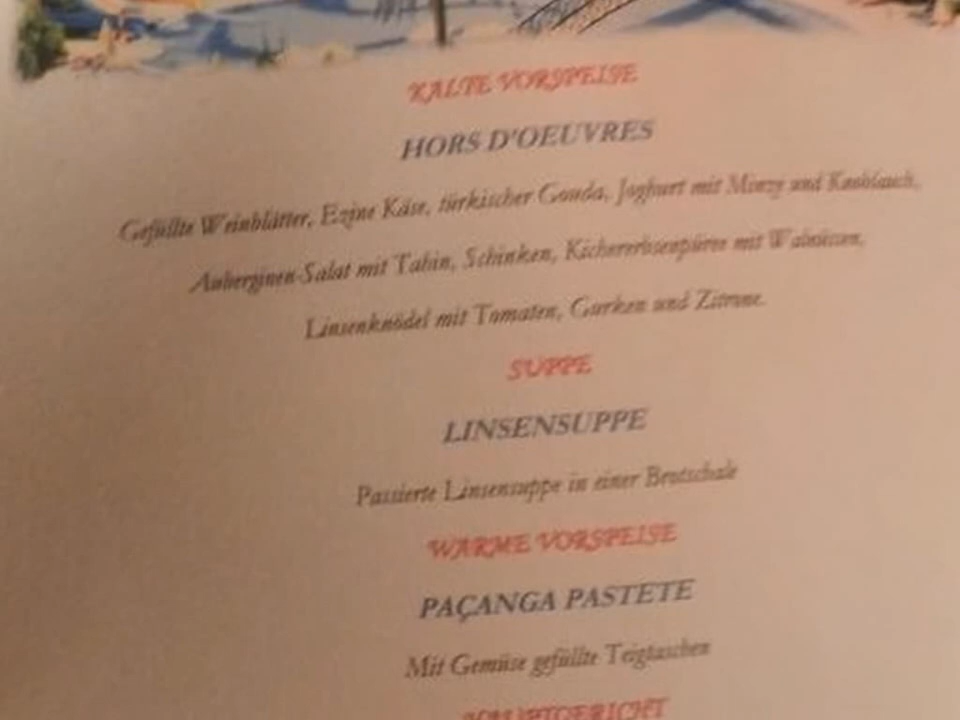 KALTE VORSPEISE
HORS D'OEUVRES
Gefüllte Weinblätter, Ezine Käse, türkischer Gouda, Joghurt mit Minze und Knoblauch,
Auberginen-Salat mit Tahin, Schinken, Kichererbsenpüree mit Walnüssen,
Linsenknödel mit Tomaten, Gurken und Zitrone.
SUPPE
LINSENSUPPE
Passierte Linsensuppe in einer Brotschale
WARME VORSPEISE
PAÇANGA PASTETE
Mit Gemüse gefüllte Teigtaschen
HAUPTGERICHT